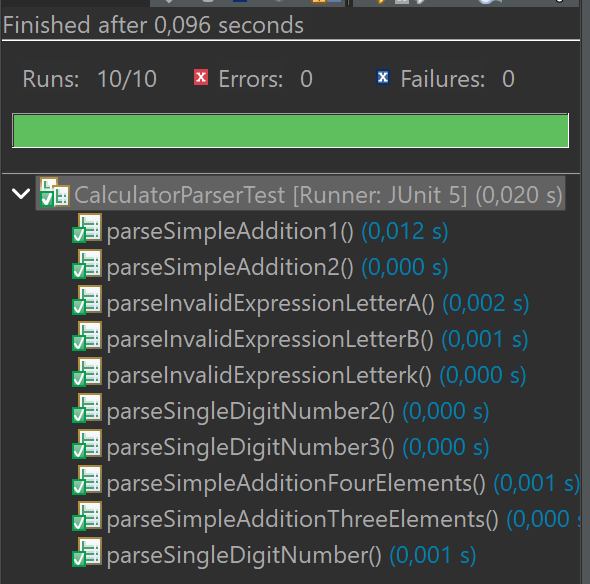 Finished after 0,096 seconds
Runs: 10/10 Errors: 0 Failures: 0
CalculatorParserTest [Runner: JUnit 5] (0,020 s)
parseSimpleAddition1() (0,012 s)
parseSimpleAddition2() (0,000 s)
parseInvalidExpressionLetterA() (0,002 s)
parseInvalidExpressionLetterB() (0,001 s)
parseInvalidExpressionLetterk() (0,000 s)
parseSingleDigitNumber2() (0,000 s)
parseSingleDigitNumber3() (0,000 s)
parseSimpleAdditionFourElements() (0,001 s)
parseSimpleAdditionThreeElements() (0,000 s
parseSingleDigitNumber() (0,001 s)